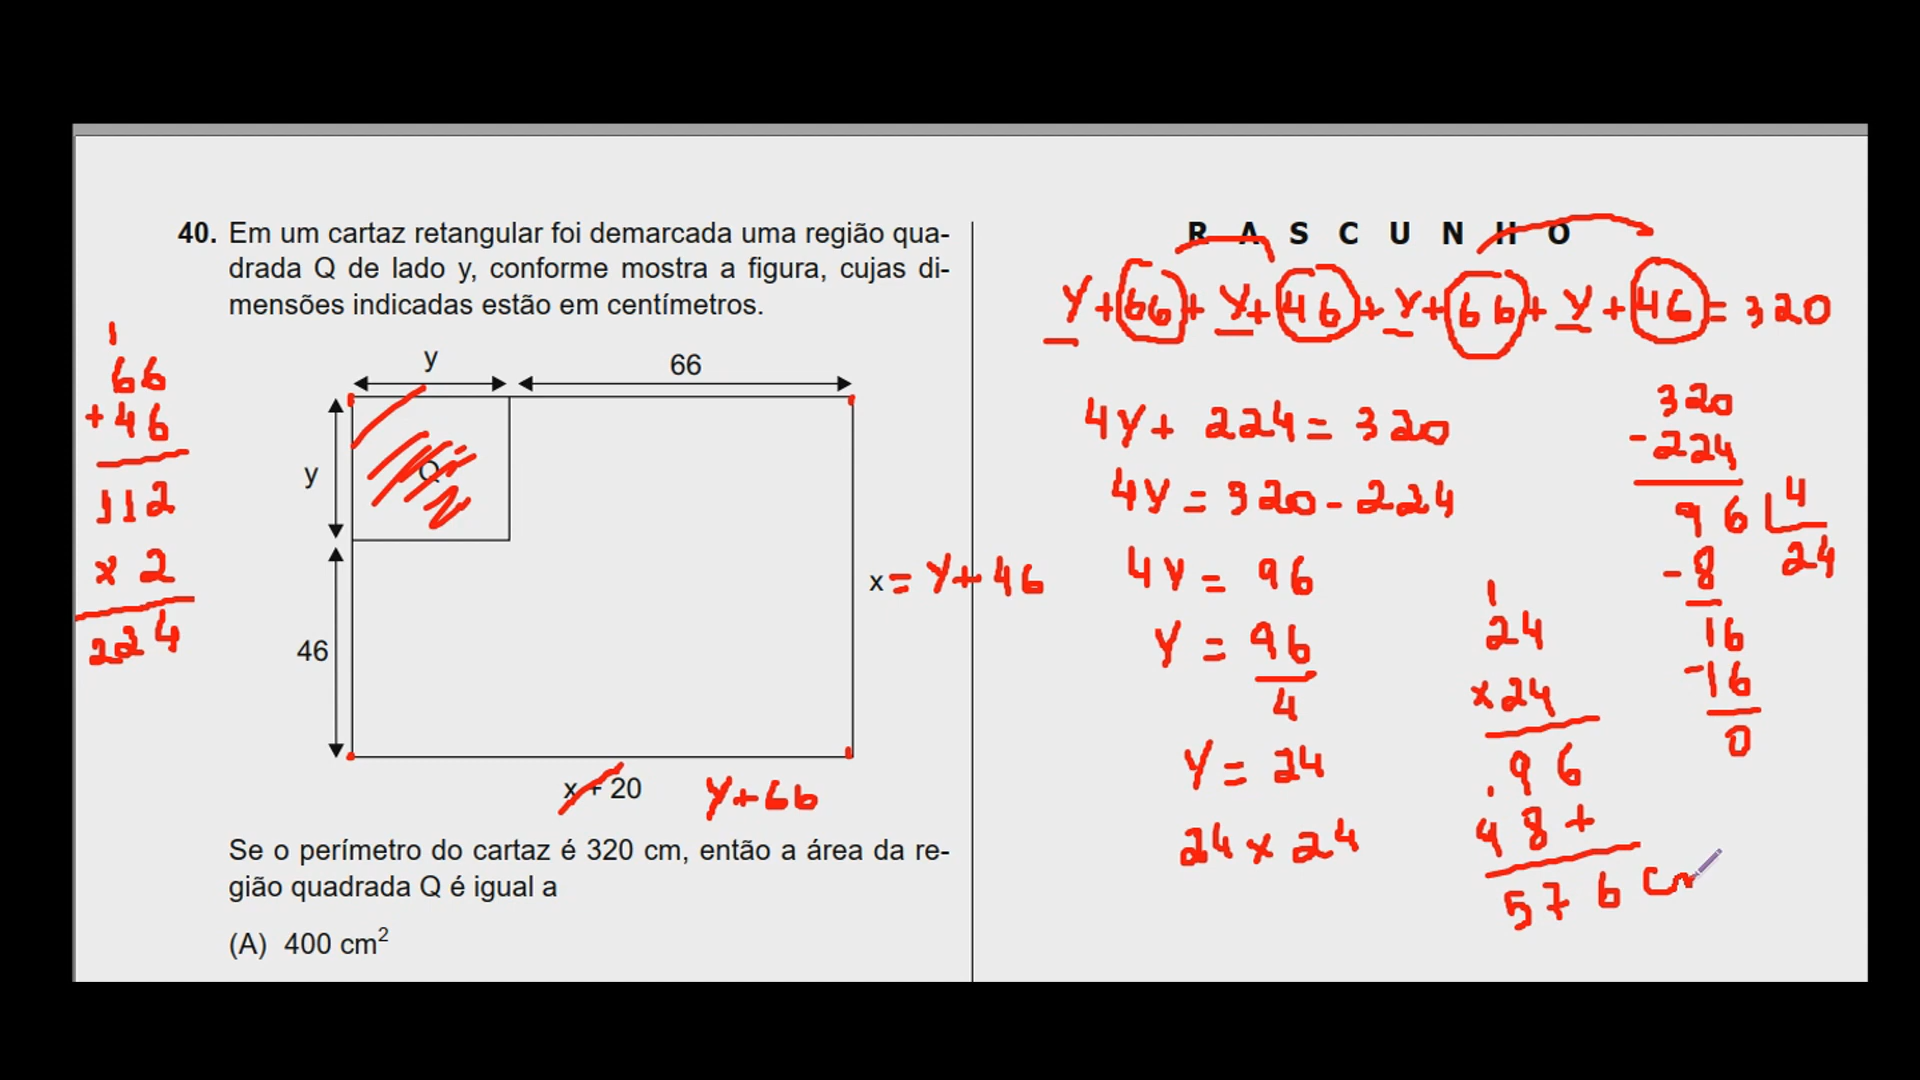 40. Em um cartaz retangular foi demarcada uma região qua-
drada Q de lado y, conforme mostra a figura, cujas di-
mensões indicadas estão em centímetros.
y
66
y
Q
46
x = Y + 46
x + 20 Y + 66
Se o perímetro do cartaz é 320 cm, então a área da re-
gião quadrada Q é igual a
(A) 400 cm²
1
66
+ 46
112
x 2
224
R A S C U N H O
Y + 66 + Y + 46 + Y + 66 + Y + 46 = 320
4Y + 224 = 320
4Y = 320 - 224
4Y = 96
Y = 96
4
Y = 24
24 x 24
320
- 224
96 4
24
- 8
16
- 16
0
1
24
x 24
96
48 +
576 cm